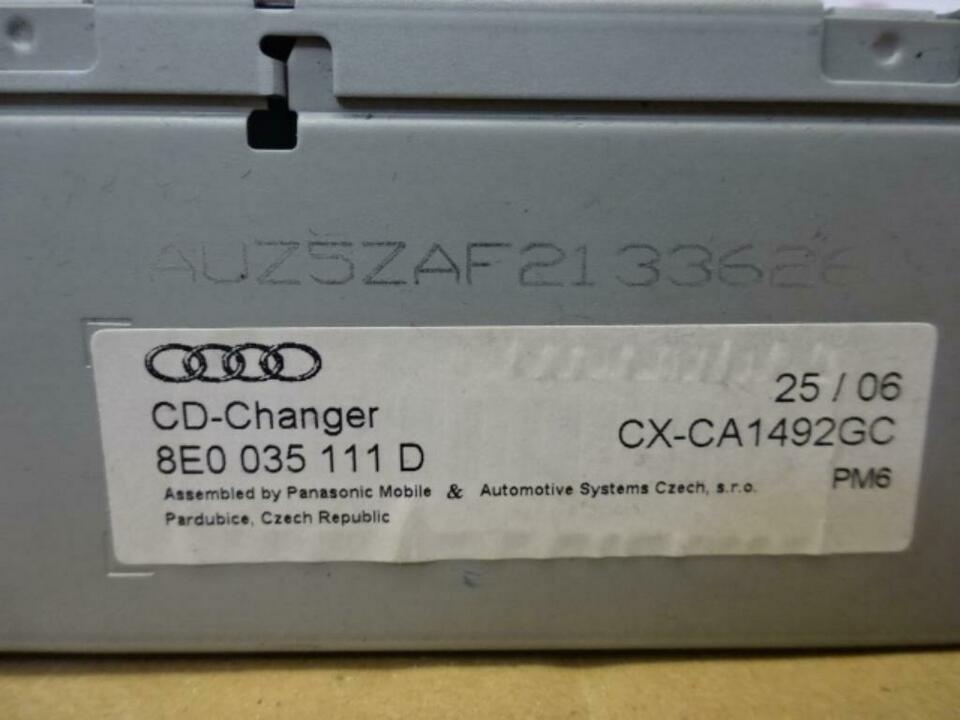 AUZ5ZAF2133626
25 / 06
CD-Changer
CX-CA1492GC
8E0 035 111 D
PM6
Assembled by Panasonic Mobile & Automotive Systems Czech, s.r.o.
Pardubice, Czech Republic